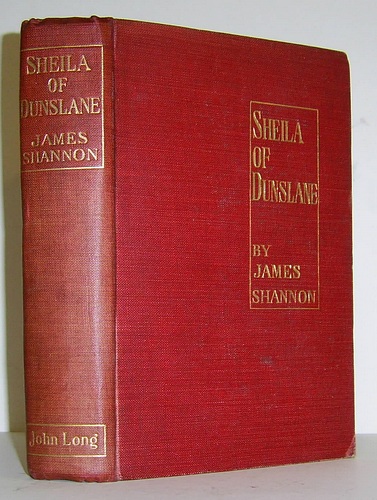 SHEILA
OF
DUNSLANE
JAMES
SHANNON
John Long
SHEILA
OF
DUNSLANE
BY
JAMES
SHANNON